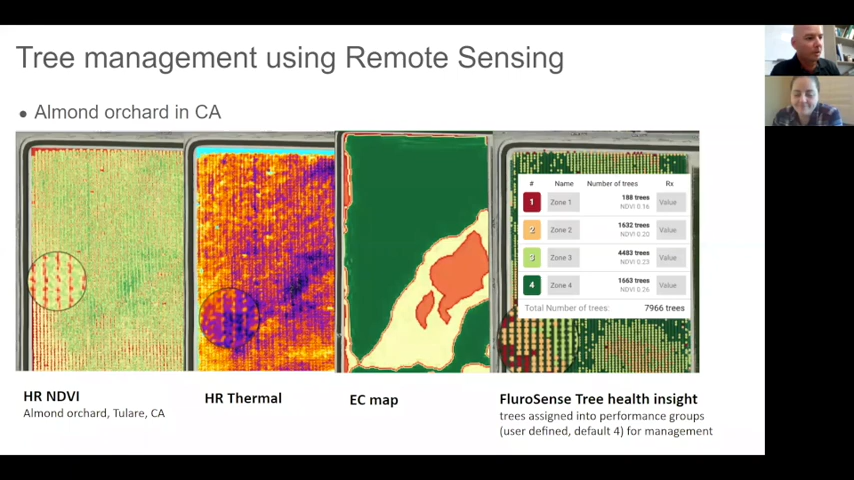 Tree management using Remote Sensing
● Almond orchard in CA
# Name Number of trees Rx
1 Zone 1 188 trees Value
NDVI 0.16
2 Zone 2 1632 trees Value
NDVI 0.20
3 Zone 3 4483 trees Value
NDVI 0.23
4 Zone 4 1663 trees Value
NDVI 0.26
Total Number of trees: 7966 trees
HR NDVI
Almond orchard, Tulare, CA
HR Thermal
EC map
FluroSense Tree health insight
trees assigned into performance groups
(user defined, default 4) for management